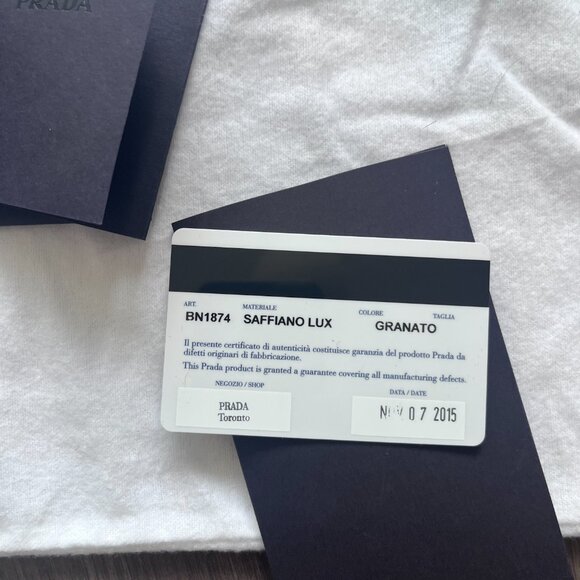 PRADA
ART. MATERIALE COLORE TAGLIA
BN1874 SAFFIANO LUX GRANATO
Il presente certificato di autenticità costituisce garanzia del prodotto Prada da
difetti originari di fabbricazione.
This Prada product is granted a guarantee covering all manufacturing defects.
NEGOZIO / SHOP DATA / DATE
PRADA
Toronto
NOV 07 2015